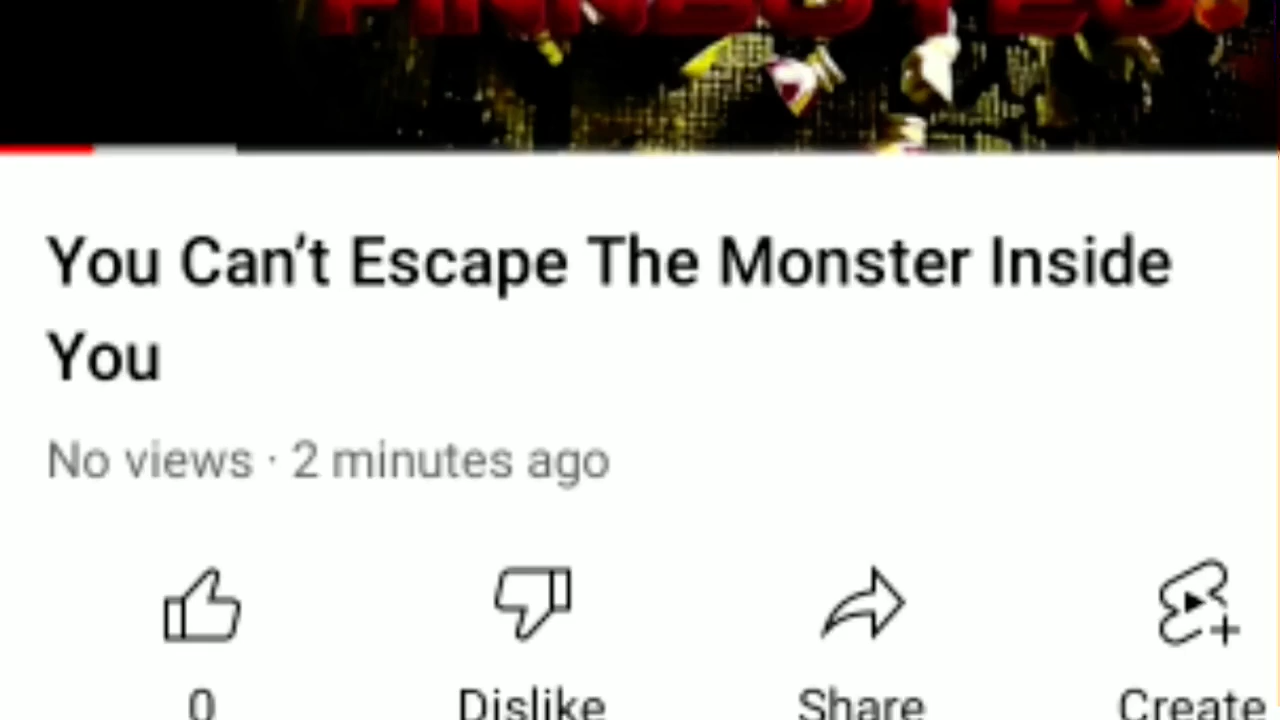 You Can't Escape The Monster Inside
You
No views · 2 minutes ago
0 Dislike Share Create